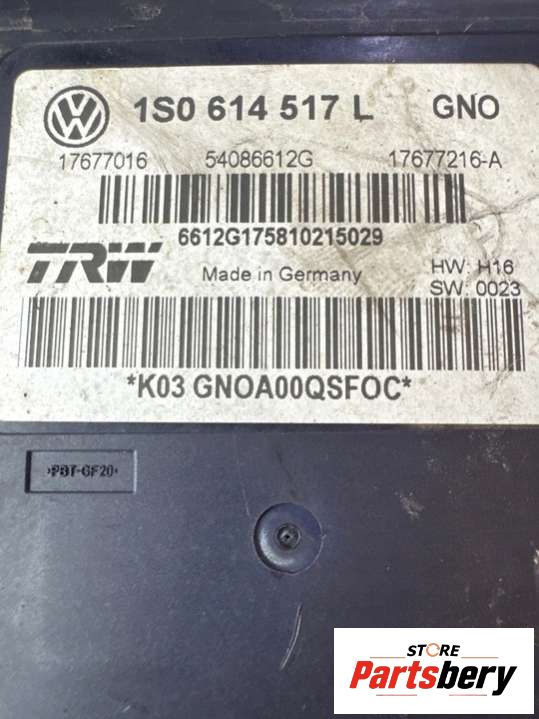 1S0 614 517 L GNO
17677016 54086612G 17677216-A
6612G175810215029
TRW Made in Germany HW: H16
SW: 0023
*K03 GNOA00QSFOC*
>PBT-GF20<
STORE
Partsbery